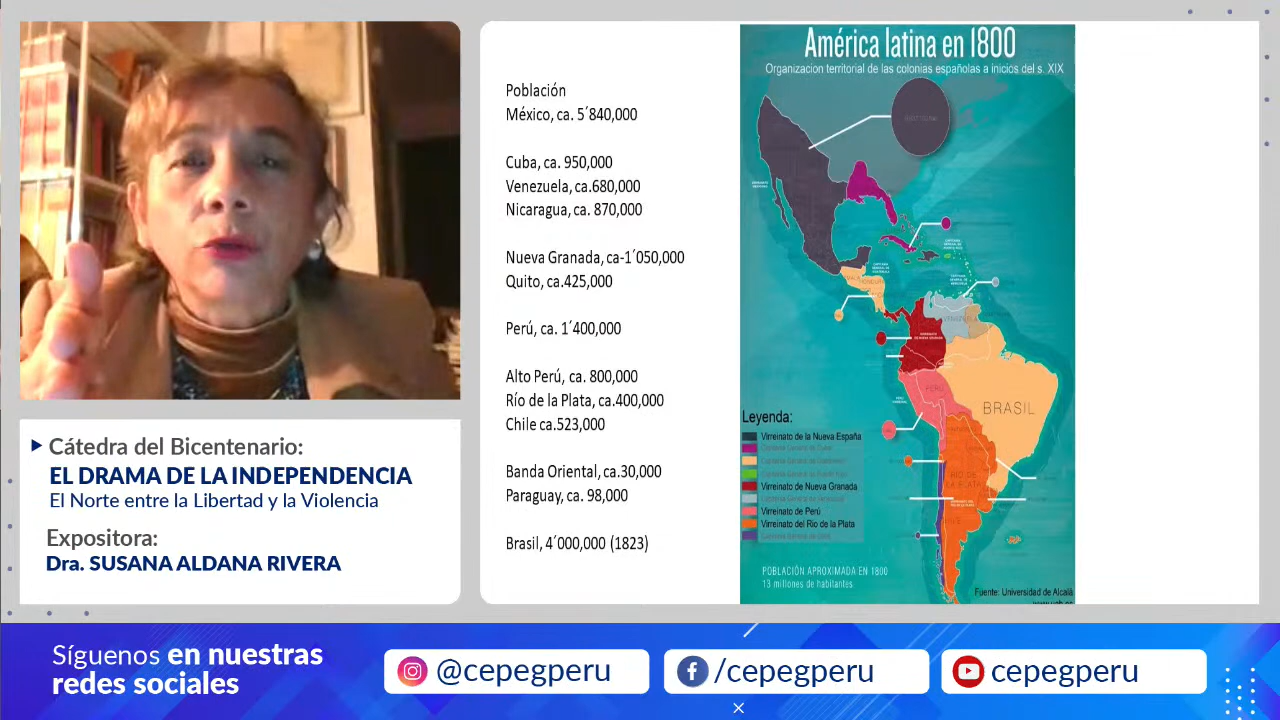 América latina en 1800
Organizacion territorial de las colonias españolas a inicios del s. XIX
Población
México, ca. 5´840,000
Cuba, ca. 950,000
Venezuela, ca.680,000
Nicaragua, ca. 870,000
Nueva Granada, ca-1´050,000
Quito, ca.425,000
Perú, ca. 1´400,000
Alto Perú, ca. 800,000
Río de la Plata, ca.400,000
Chile ca.523,000
Banda Oriental, ca.30,000
Paraguay, ca. 98,000
Brasil, 4´000,000 (1823)
PERÚ
BRASIL
Leyenda:
Virreinato de la Nueva España
Virreinato de Nueva Granada
Virreinato de Perú
Virreinato del Rio de la Plata
POBLACIÓN APROXIMADA EN 1800
13 millones de habitantes
Fuente: Universidad de Alcalá
Cátedra del Bicentenario:
EL DRAMA DE LA INDEPENDENCIA
El Norte entre la Libertad y la Violencia
Expositora:
Dra. SUSANA ALDANA RIVERA
Síguenos en nuestras
redes sociales
@cepegperu
/cepegperu
cepegperu